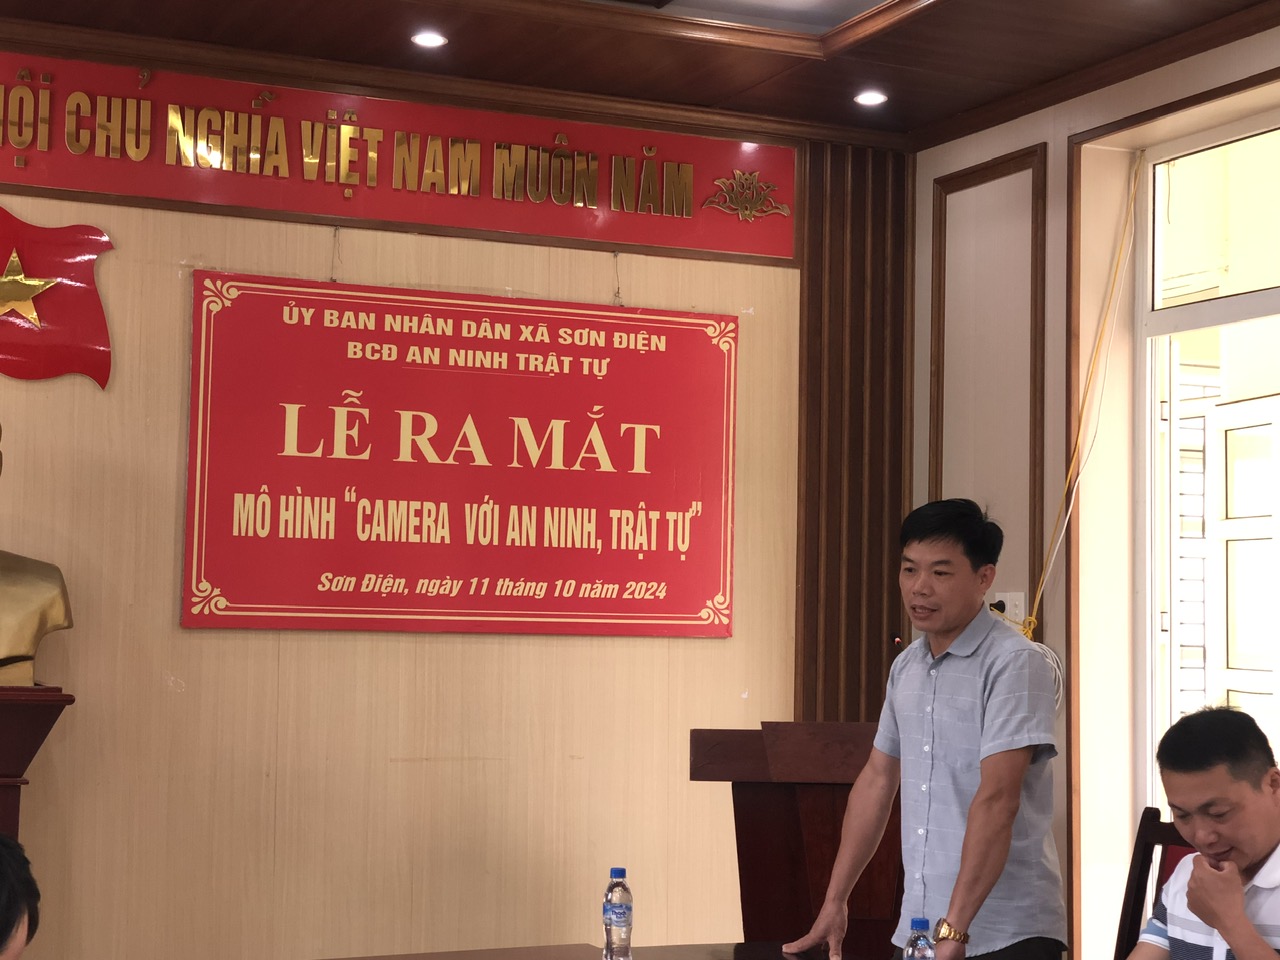 HỘI CHỦ NGHĨA VIỆT NAM MUÔN NĂM
ỦY BAN NHÂN DÂN XÃ SƠN ĐIỆN
BCĐ AN NINH TRẬT TỰ
LỄ RA MẮT
MÔ HÌNH "CAMERA VỚI AN NINH, TRẬT TỰ"
Sơn Điện, ngày 11 tháng 10 năm 2024